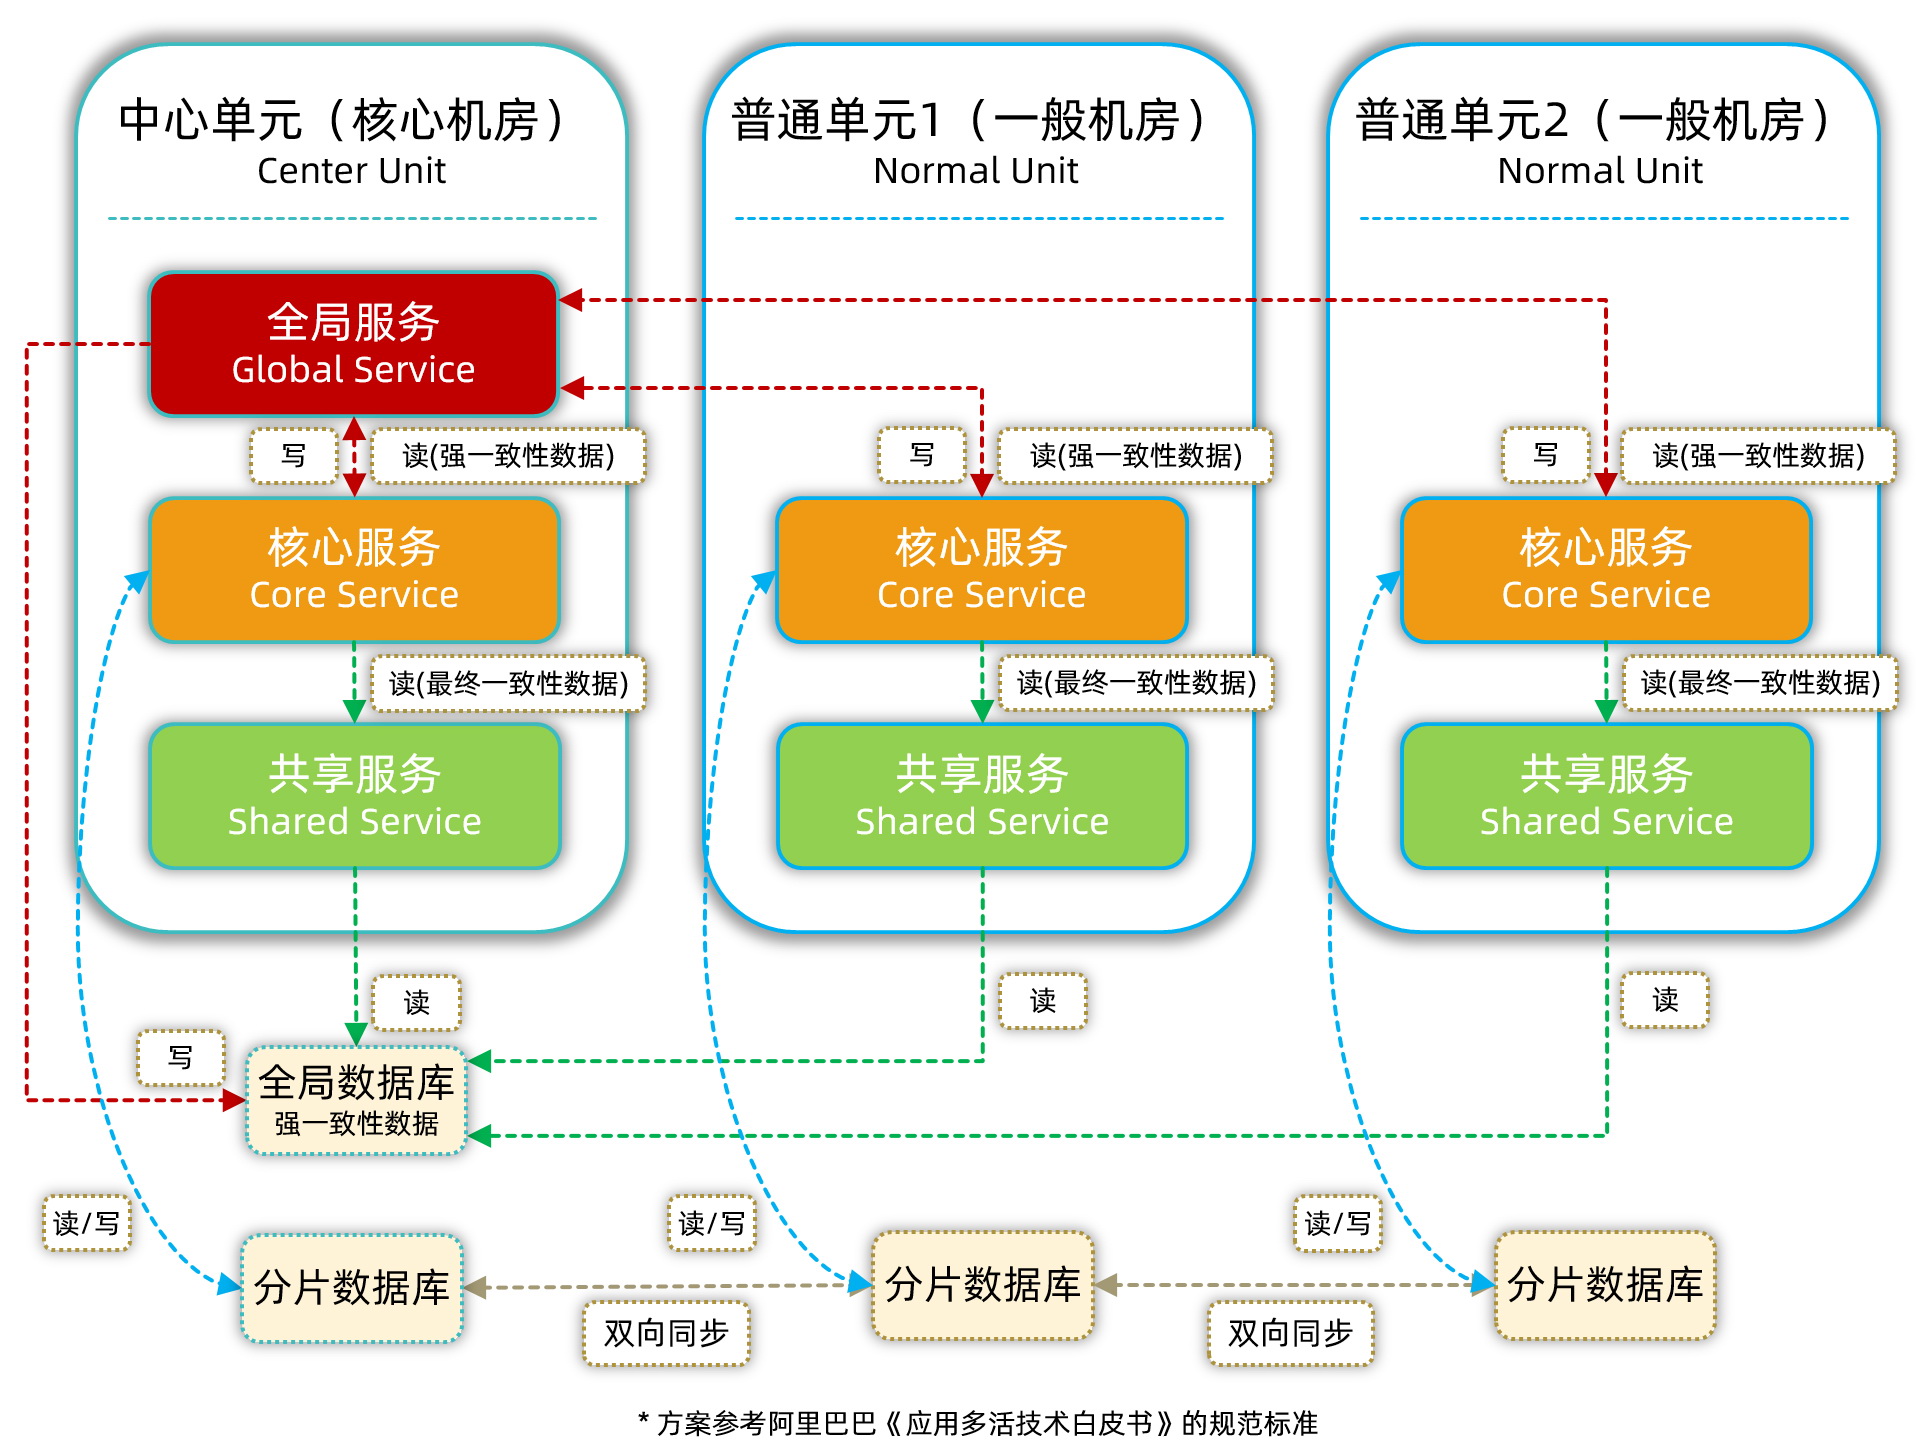 中心单元（核心机房）
Center Unit
普通单元1（一般机房）
Normal Unit
普通单元2（一般机房）
Normal Unit
全局服务
Global Service
写
读(强一致性数据)
写
读(强一致性数据)
写
读(强一致性数据)
核心服务
Core Service
核心服务
Core Service
核心服务
Core Service
读(最终一致性数据)
读(最终一致性数据)
读(最终一致性数据)
共享服务
Shared Service
共享服务
Shared Service
共享服务
Shared Service
读
读
读
写
全局数据库
强一致性数据
读/写
读/写
读/写
分片数据库
分片数据库
分片数据库
双向同步
双向同步
* 方案参考阿里巴巴《应用多活技术白皮书》的规范标准